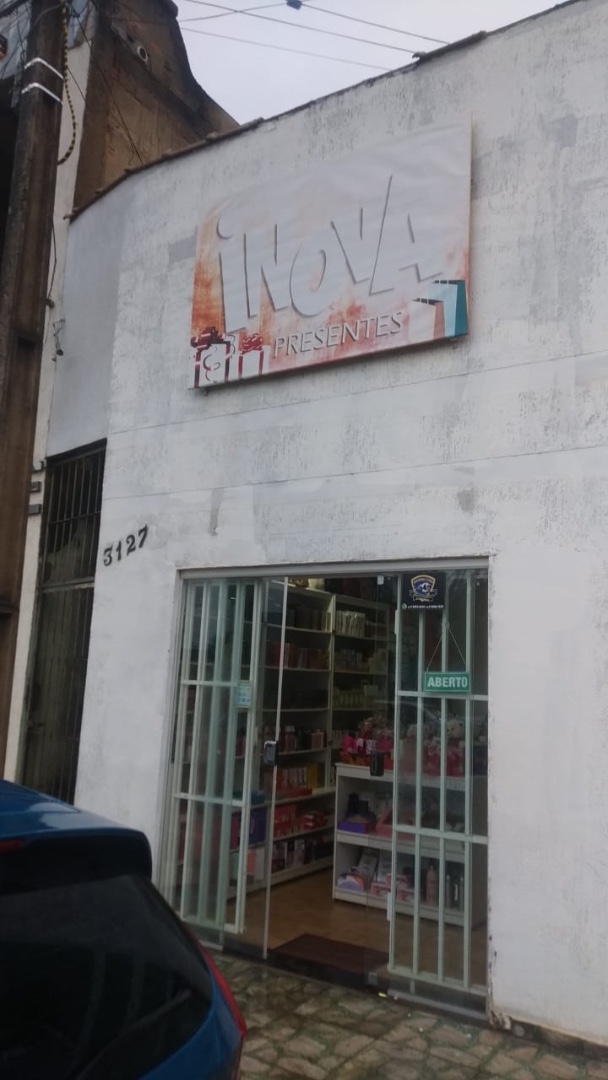 iNOVA
PRESENTES
3127
ABERTO